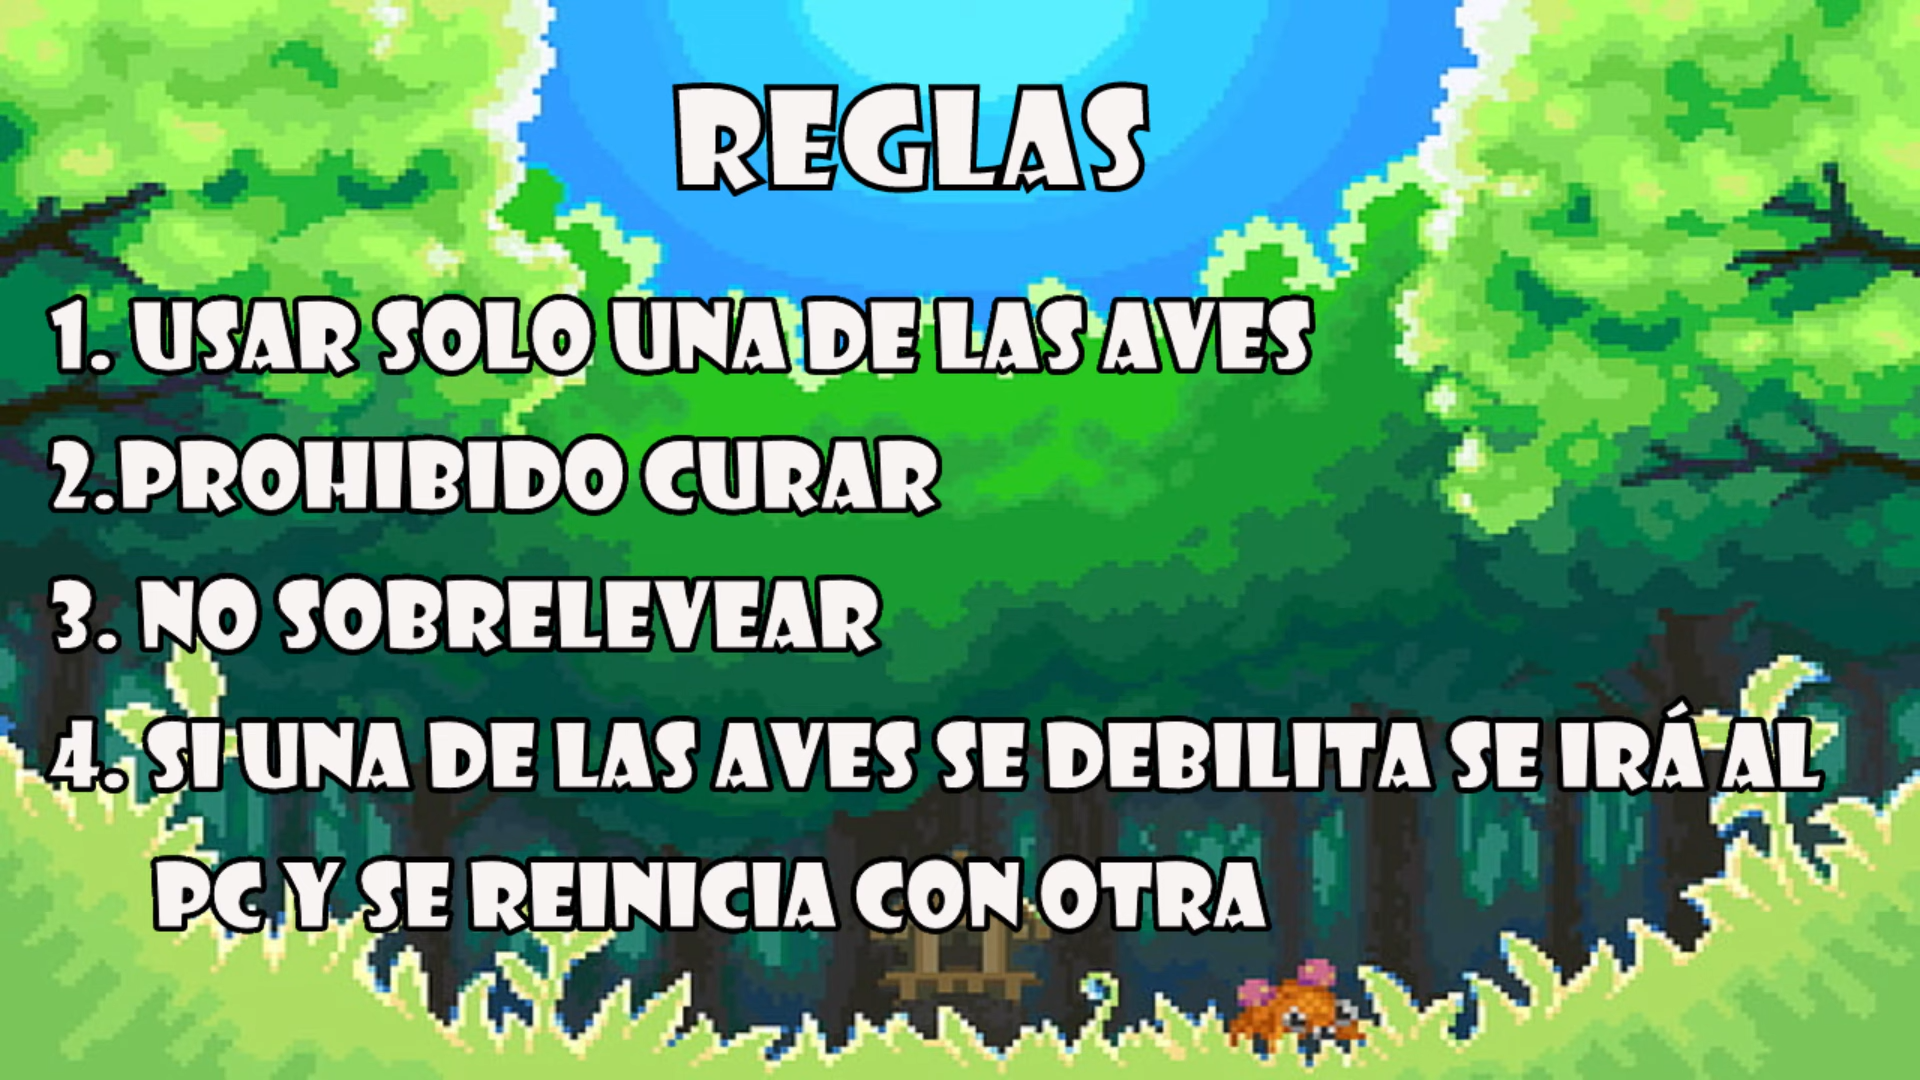 REGLAS
1. USAR SOLO UNA DE LAS AVES
2.PROHIBIDO CURAR
3. NO SOBRELEVEAR
4. SI UNA DE LAS AVES SE DEBILITA SE IRÁ AL
PC Y SE REINICIA CON OTRA